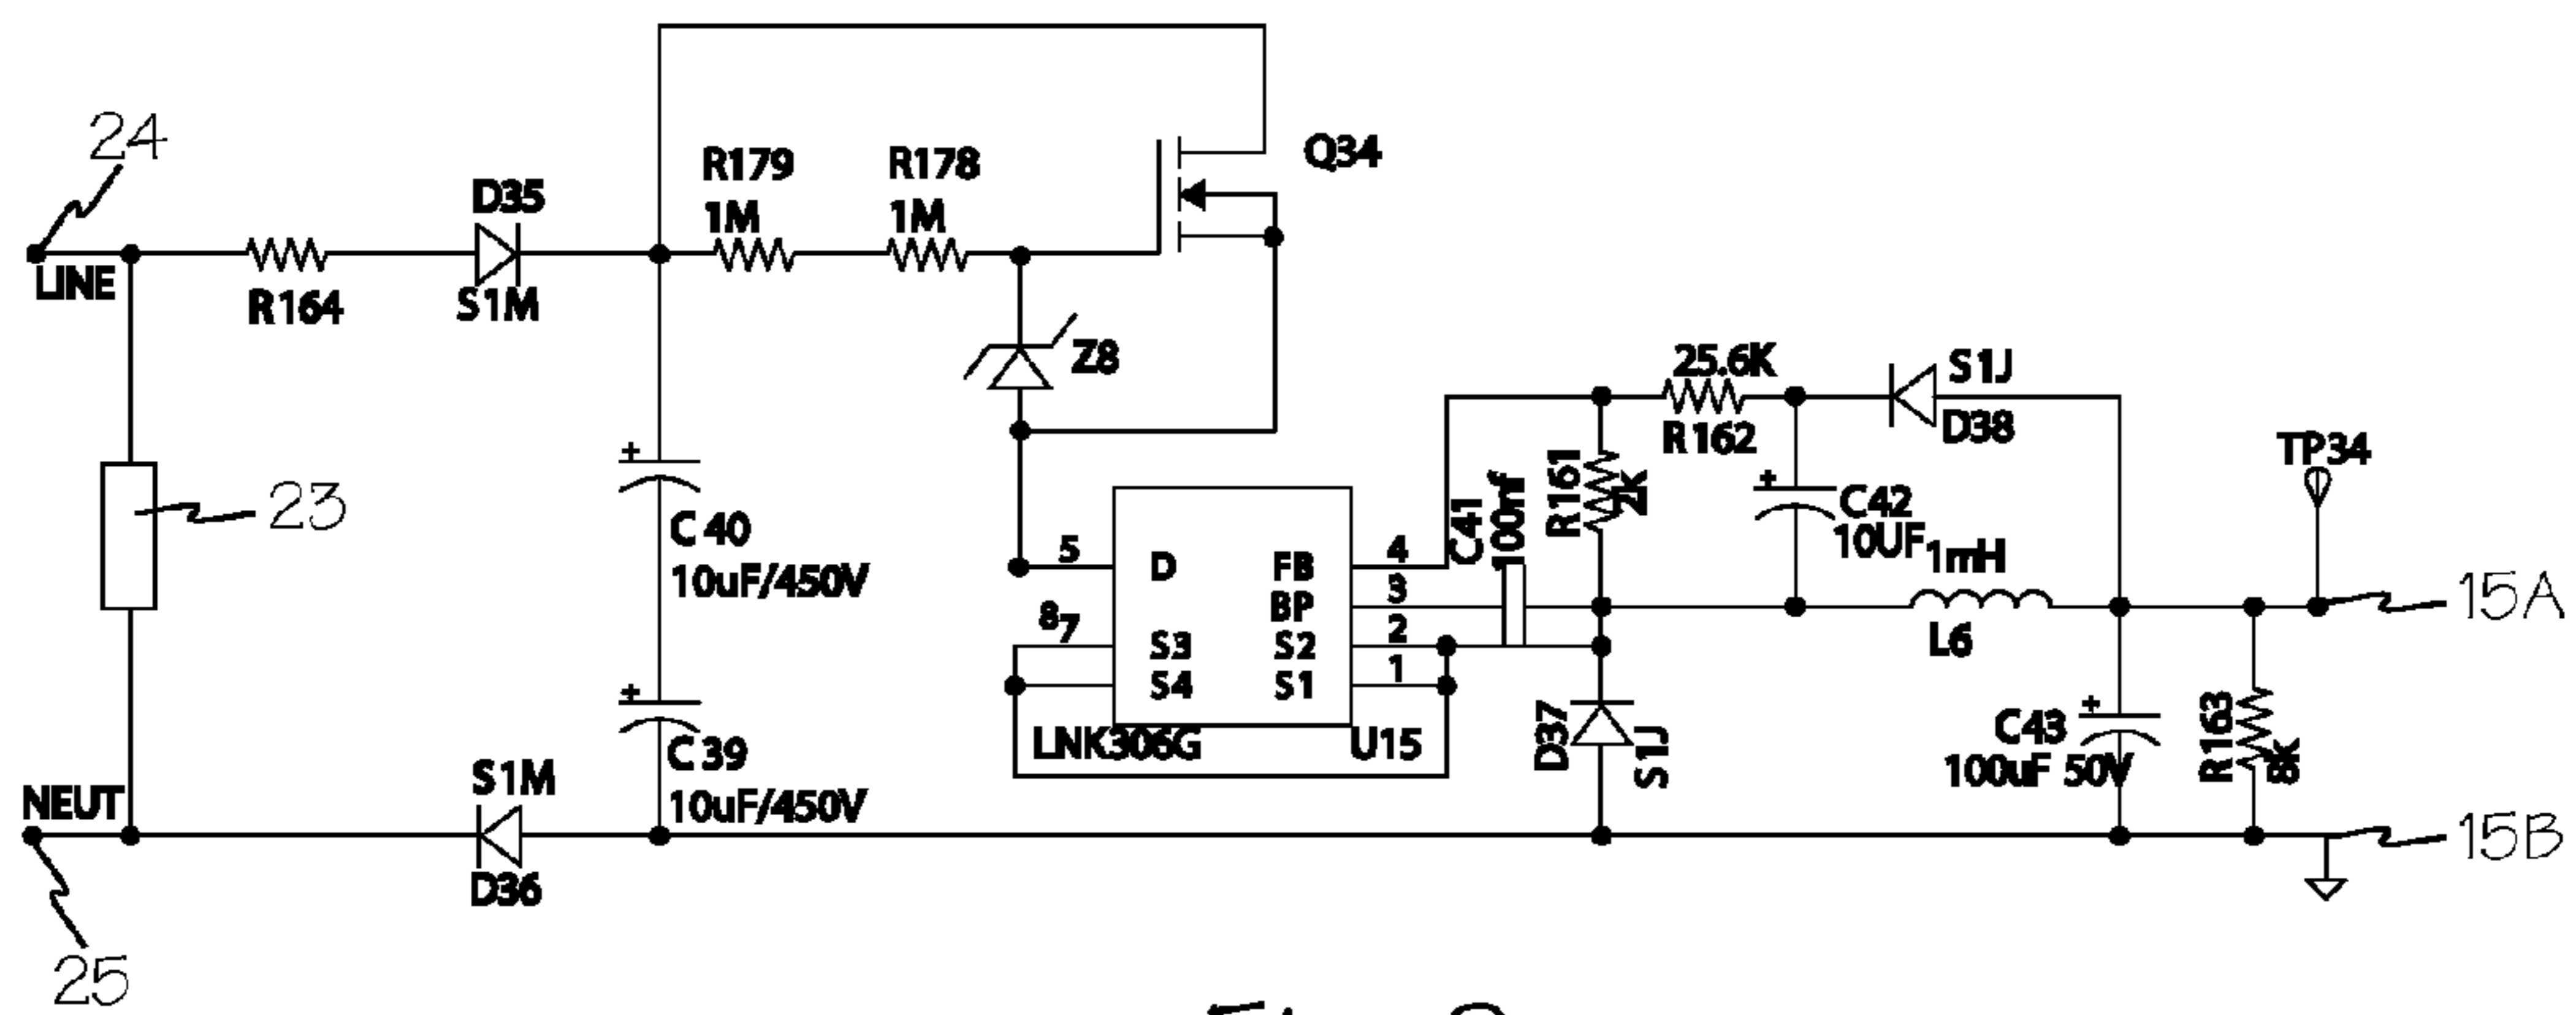 24
LINE
R164
D35
S1M
R179
1M
R178
1M
Q34
Z8
23
+
C 40
10uF/450V
+
C 39
10uF/450V
NEUT
S1M
D36
25
5
8
7
D
S3
S4
FB
BP
S2
S1
4
3
2
1
LNK306G
U15
C41
100nf
R161
2K
25.6K
R162
S1J
D38
+
C42
10UF
1mH
L6
TP34
15A
D37
S1J
+
C43
100uF 50V
R163
8K
15B